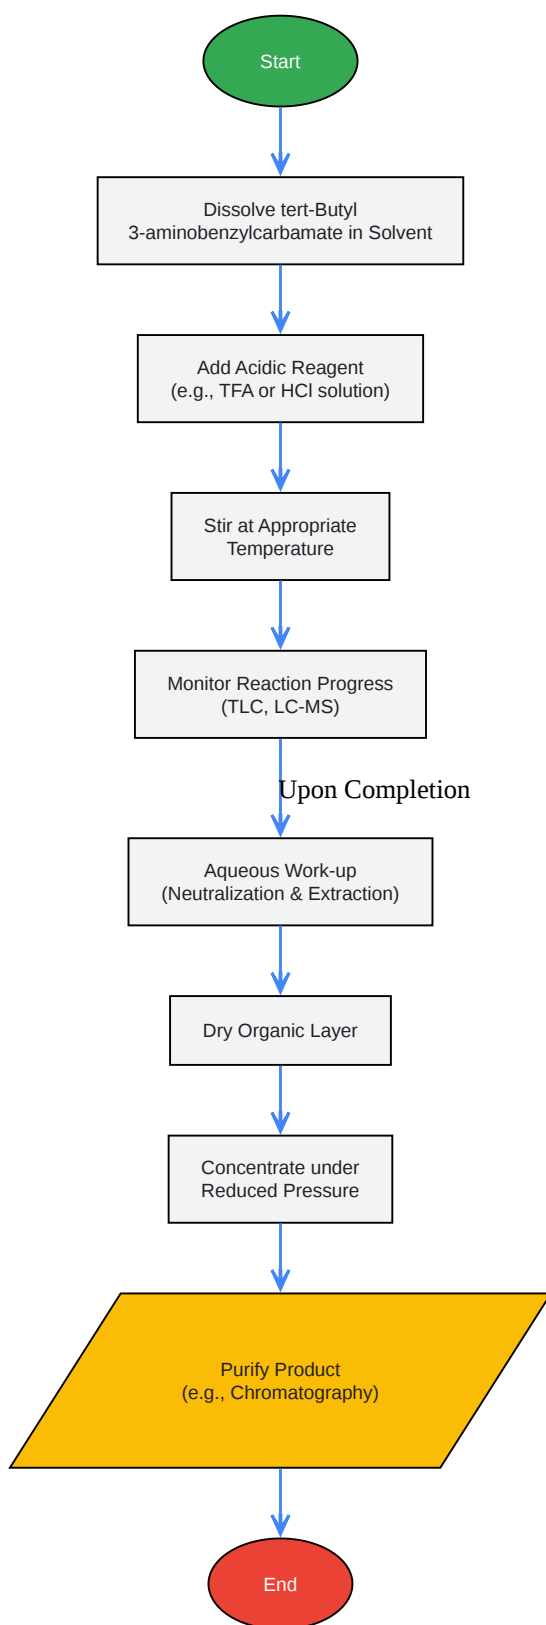 Start
Dissolve tert-Butyl
3-aminobenzylcarbamate in Solvent
Add Acidic Reagent
(e.g., TFA or HCl solution)
Stir at Appropriate
Temperature
Monitor Reaction Progress
(TLC, LC-MS)
Upon Completion
Aqueous Work-up
(Neutralization & Extraction)
Dry Organic Layer
Concentrate under
Reduced Pressure
Purify Product
(e.g., Chromatography)
End